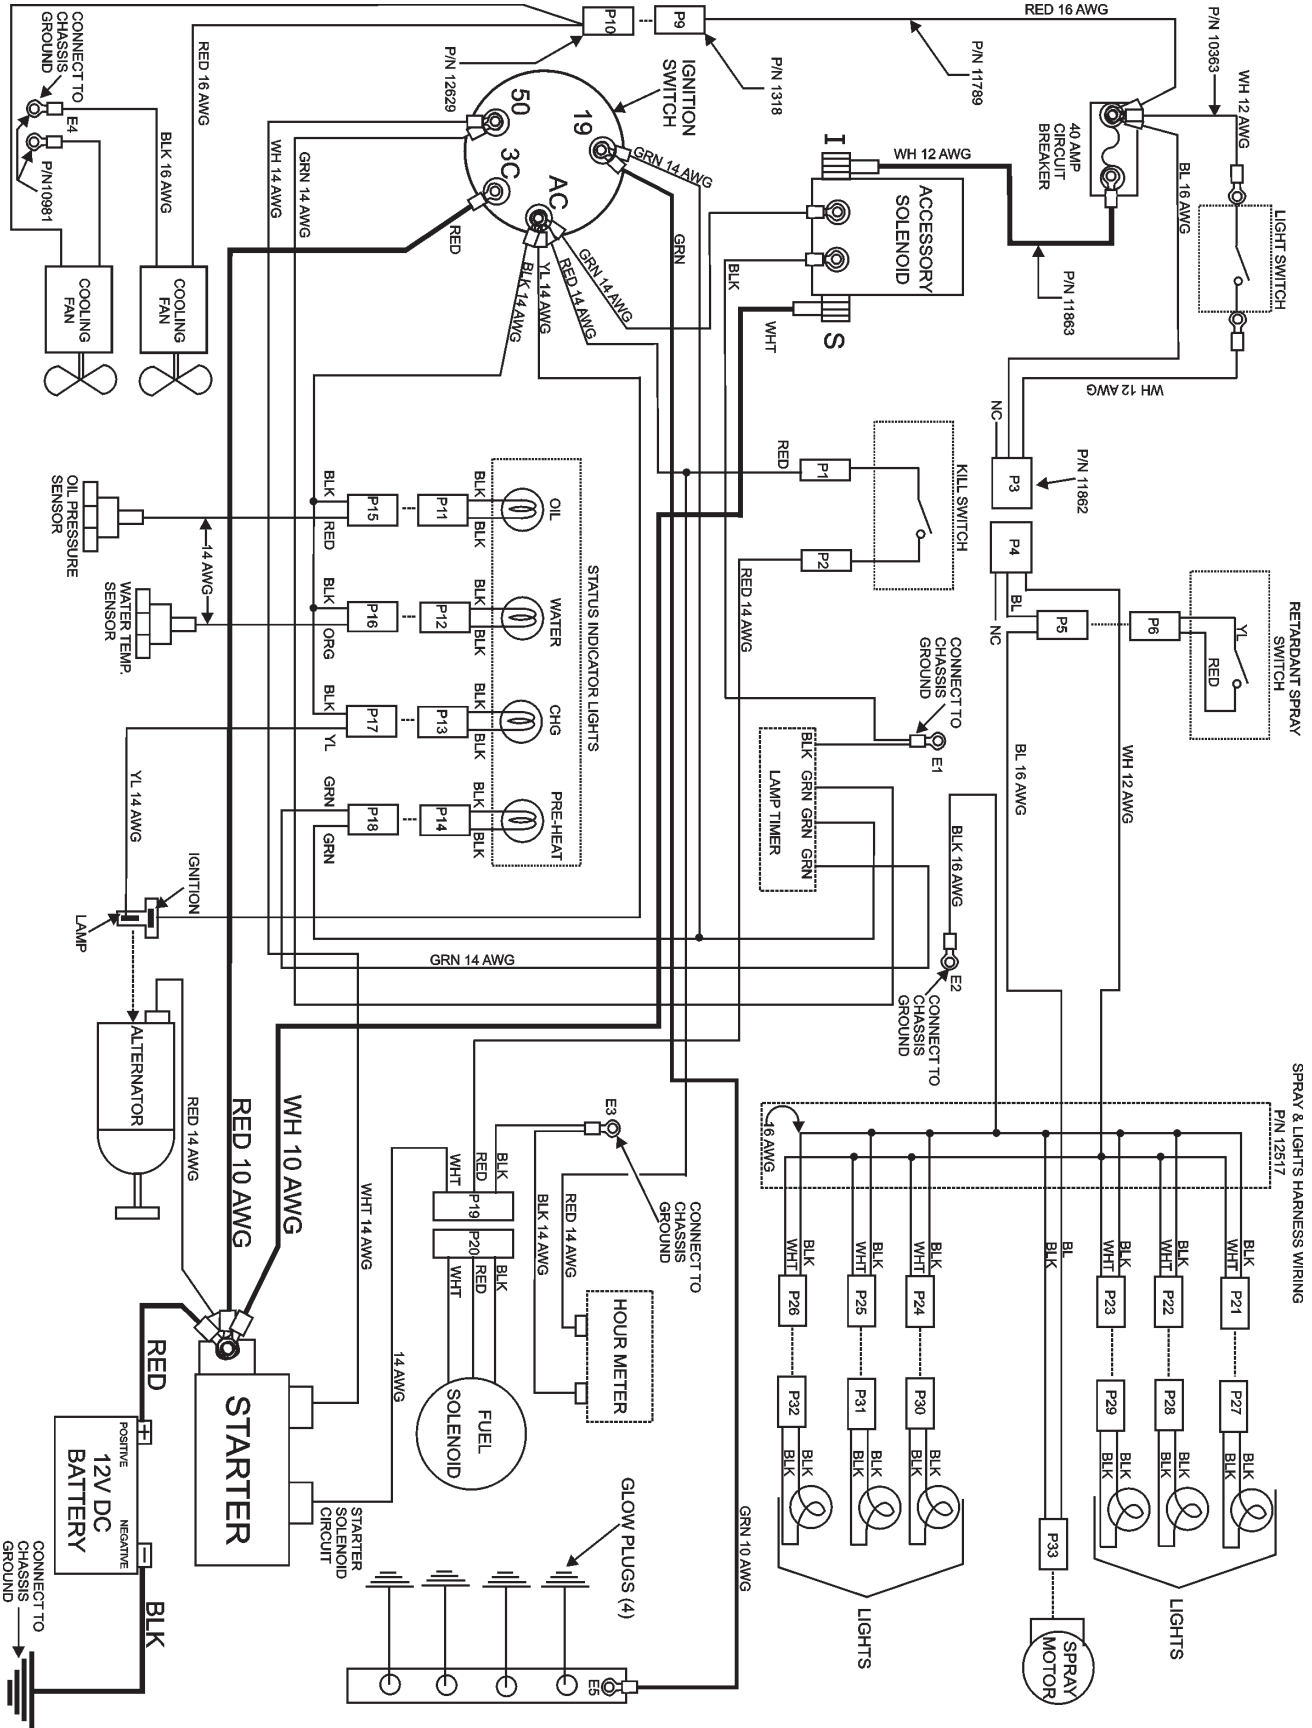 RED 16 AWG
P10
P9
P/N 12629
P/N 1318
P/N 11789
P/N 10363
WH 12 AWG
CONNECT TO
CHASSIS
GROUND
E4
P/N10981
RED 16 AWG
BLK 16 AWG
COOLING
FAN
COOLING
FAN
IGNITION
SWITCH
50
19
3C
AC
WH 14 AWG
GRN 14 AWG
RED
GRN 14 AWG
GRN
BLK 14 AWG
YL 14 AWG
RED 14 AWG
GRN 14 AWG
I
WH 12 AWG
ACCESSORY
SOLENOID
S
BLK
WHT
40 AMP
CIRCUIT
BREAKER
BL 16 AWG
P/N 11863
LIGHT SWITCH
WH 12 AWG
NC
P3
P/N 11862
P4
BL
NC
P5
P6
YL
RED
RETARDANT SPRAY
SWITCH
KILL SWITCH
RED
P1
P2
RED 14 AWG
OIL PRESSURE
SENSOR
14 AWG
WATER TEMP.
SENSOR
STATUS INDICATOR LIGHTS
BLK
RED
P15
P11
BLK
BLK
OIL
BLK
ORG
P16
P12
BLK
BLK
WATER
BLK
YL
P17
P13
BLK
BLK
CHG
GRN
GRN
P18
P14
BLK
BLK
PRE-HEAT
YL 14 AWG
IGNITION
LAMP
CONNECT TO
CHASSIS
GROUND
E1
BLK
GRN
GRN
GRN
LAMP TIMER
BLK 16 AWG
E2
CONNECT TO
CHASSIS
GROUND
BL 16 AWG
WH 12 AWG
GRN 14 AWG
ALTERNATOR
RED 14 AWG
RED 10 AWG
WH 10 AWG
WHT 14 AWG
E3
CONNECT TO
CHASSIS
GROUND
WHT
RED
BLK
P19
P20
WHT
RED
BLK
BLK 14 AWG
RED 14 AWG
HOUR METER
FUEL
SOLENOID
14 AWG
SPRAY & LIGHTS HARNESS WIRING
P/N 12517
16 AWG
WHT
BLK
P26
WHT
BLK
P25
WHT
BLK
P24
BLK
BL
WHT
BLK
P23
WHT
BLK
P22
WHT
BLK
P21
P32
P31
P30
P29
P28
P27
BLK
BLK
BLK
BLK
BLK
BLK
BLK
BLK
BLK
BLK
BLK
BLK
P33
SPRAY
MOTOR
LIGHTS
LIGHTS
RED
STARTER
STARTER
SOLENOID
CIRCUIT
POSITIVE
NEGATIVE
+
-
12V DC
BATTERY
BLK
CONNECT TO
CHASSIS
GROUND
GLOW PLUGS (4)
GRN 10 AWG
E5